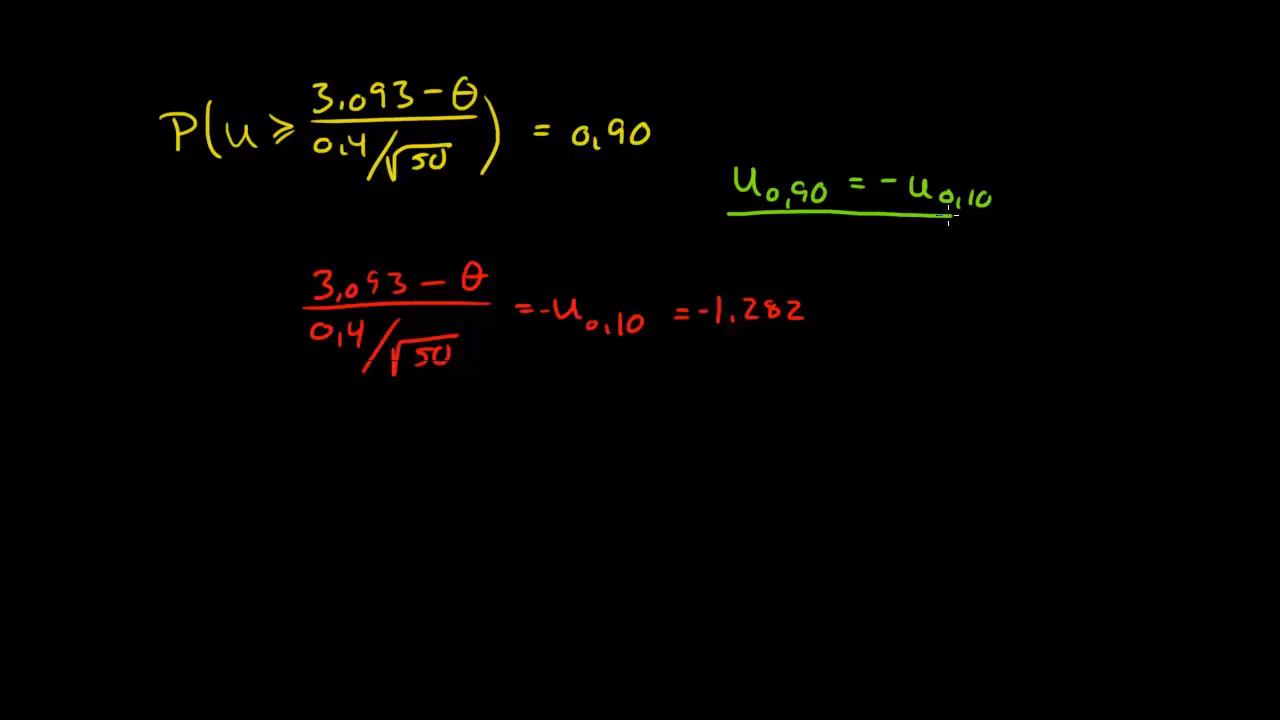 P(u ⩾ (3,093 − θ)/(0,4/√50)) = 0,90
u₀,₉₀ = − u₀,₁₀
(3,093 − θ)/(0,4/√50) = -u₀,₁₀ = -1.282